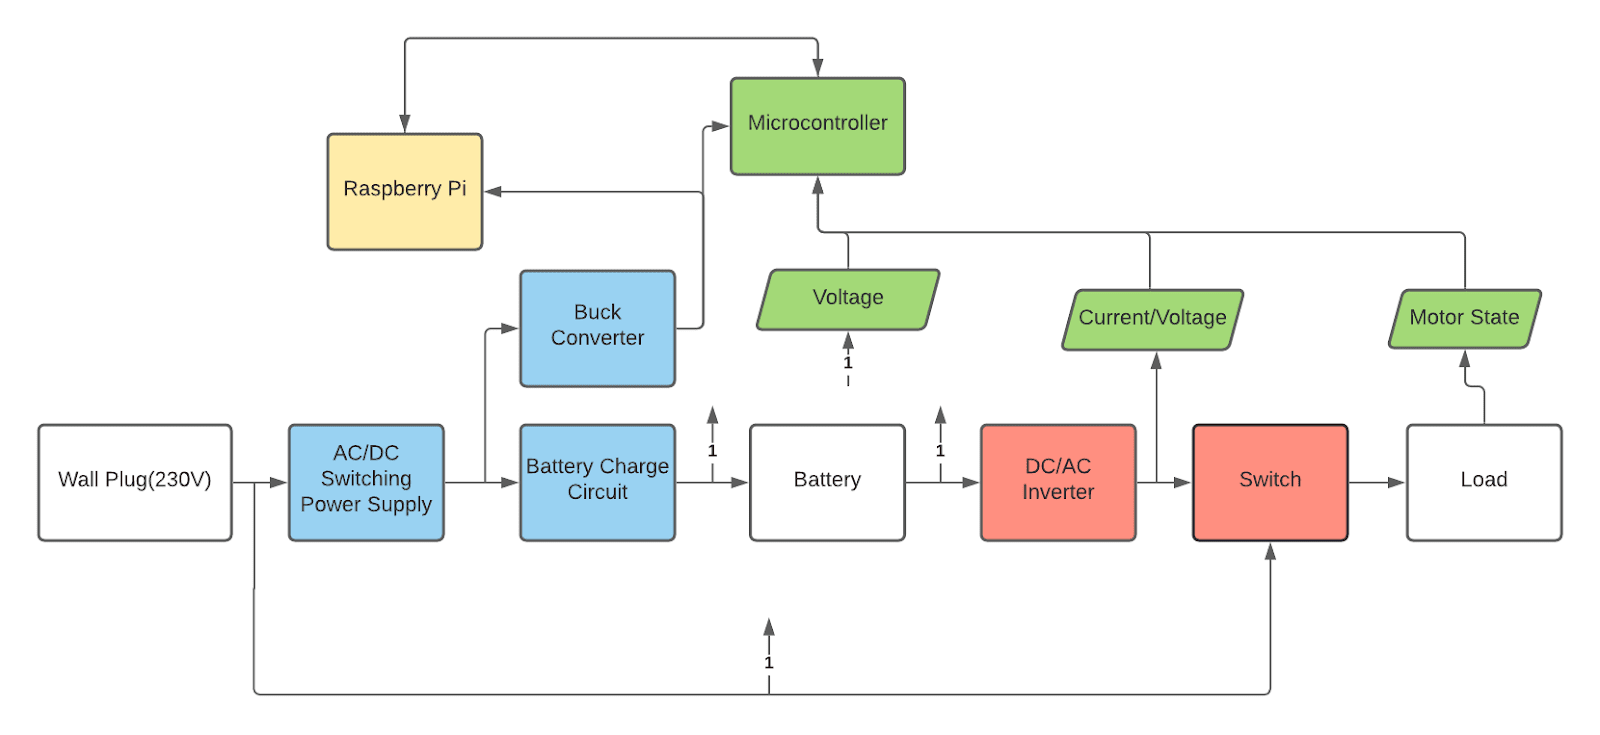 Microcontroller
Raspberry Pi
Buck
Converter
Voltage
Current/Voltage
Motor State
1
Wall Plug(230V)
AC/DC
Switching
Power Supply
Battery Charge
Circuit
1
Battery
1
DC/AC
Inverter
Switch
Load
1